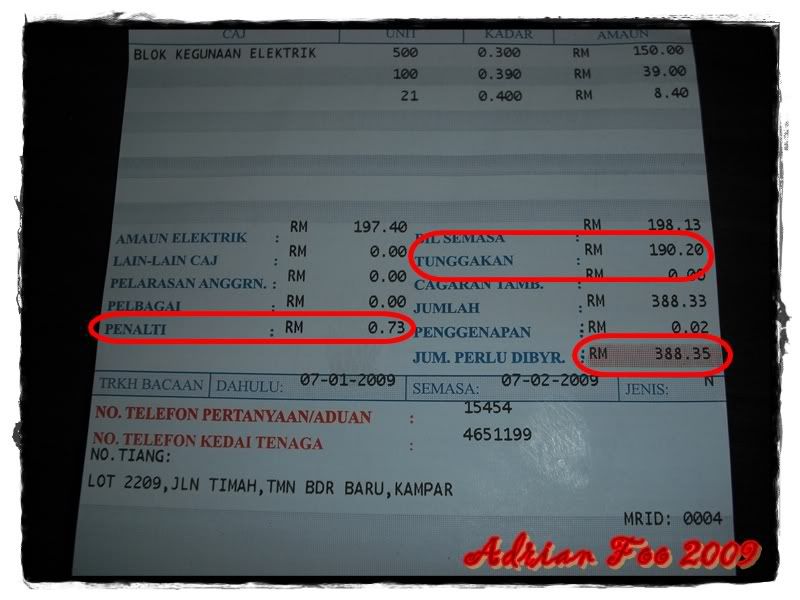 CAJ UNIT KADAR AMAUN
BLOK KEGUNAAN ELEKTRIK 500 0.300 RM 150.00
100 0.390 RM 39.00
21 0.400 RM 8.40
AMAUN ELEKTRIK : RM 197.40
LAIN-LAIN CAJ : RM 0.00
PELARASAN ANGGRN. : RM 0.00
PELBAGAI : RM 0.00
PENALTI : RM 0.73
BIL SEMASA : RM 198.13
TUNGGAKAN : RM 190.20
CAGARAN TAMB. : RM 0.00
JUMLAH : RM 388.33
PENGGENAPAN : RM 0.02
JUM. PERLU DIBYR. : RM 388.35
TRKH BACAAN DAHULU: 07-01-2009 SEMASA: 07-02-2009 JENIS: N
NO. TELEFON PERTANYAAN/ADUAN : 15454
NO. TELEFON KEDAI TENAGA : 4651199
NO.TIANG:
LOT 2209,JLN TIMAH,TMN BDR BARU,KAMPAR
MRID: 0004
Adrian Foo 2009